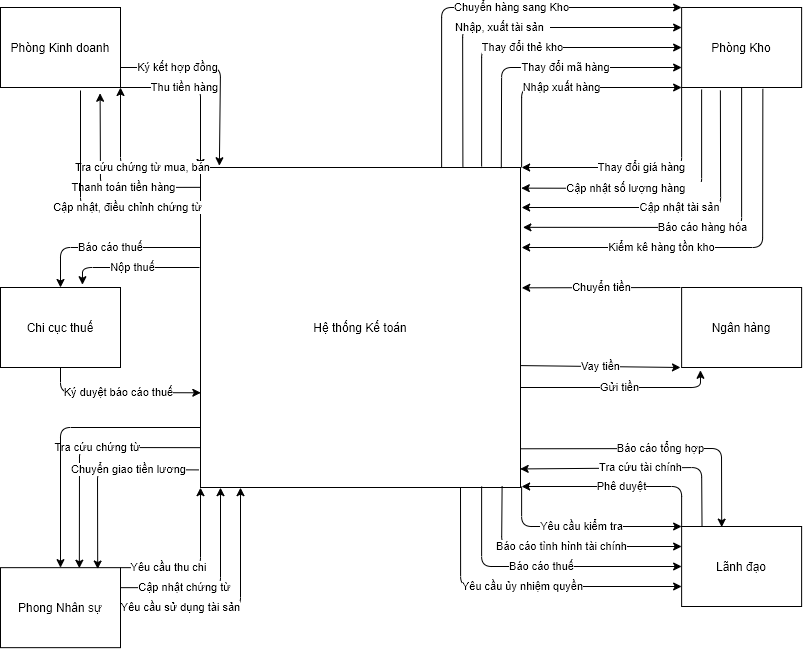 Chuyển hàng sang Kho
Nhập, xuất tài sản
Phòng Kinh doanh
Thay đổi thẻ kho
Phòng Kho
Ký kết hợp đồng
Thay đổi mã hàng
Thu tiền hàng
Nhập xuất hàng
Tra cứu chứng từ mua, bán
Thay đổi giá hàng
Thanh toán tiền hàng
Cập nhật số lượng hàng
Cập nhật, điều chỉnh chứng từ
Cập nhật tài sản
Báo cáo hàng hóa
Báo cáo thuế
Kiểm kê hàng tồn kho
Nộp thuế
Chuyển tiền
Chi cục thuế
Hệ thống Kế toán
Ngân hàng
Vay tiền
Gửi tiền
Ký duyệt báo cáo thuế
Tra cứu chứng từ
Báo cáo tổng hợp
Chuyển giao tiền lương
Tra cứu tài chính
Phê duyệt
Yêu cầu kiểm tra
Báo cáo tình hình tài chính
Yêu cầu thu chi
Báo cáo thuế
Lãnh đạo
Cập nhật chứng từ
Yêu cầu ủy nhiệm quyền
Phong Nhân sự
Yêu cầu sử dụng tài sản